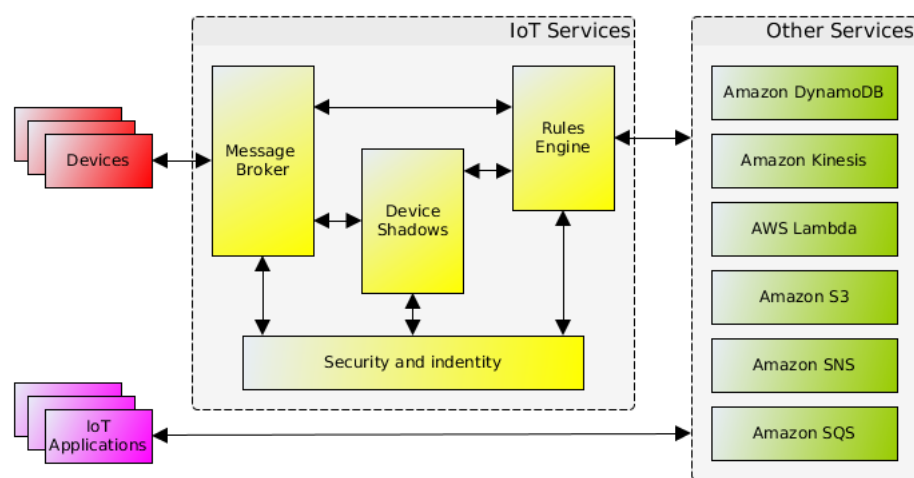 IoT Services
Other Services
Devices
Message
Broker
Device
Shadows
Rules
Engine
Security and indentity
IoT
Applications
Amazon DynamoDB
Amazon Kinesis
AWS Lambda
Amazon S3
Amazon SNS
Amazon SQS